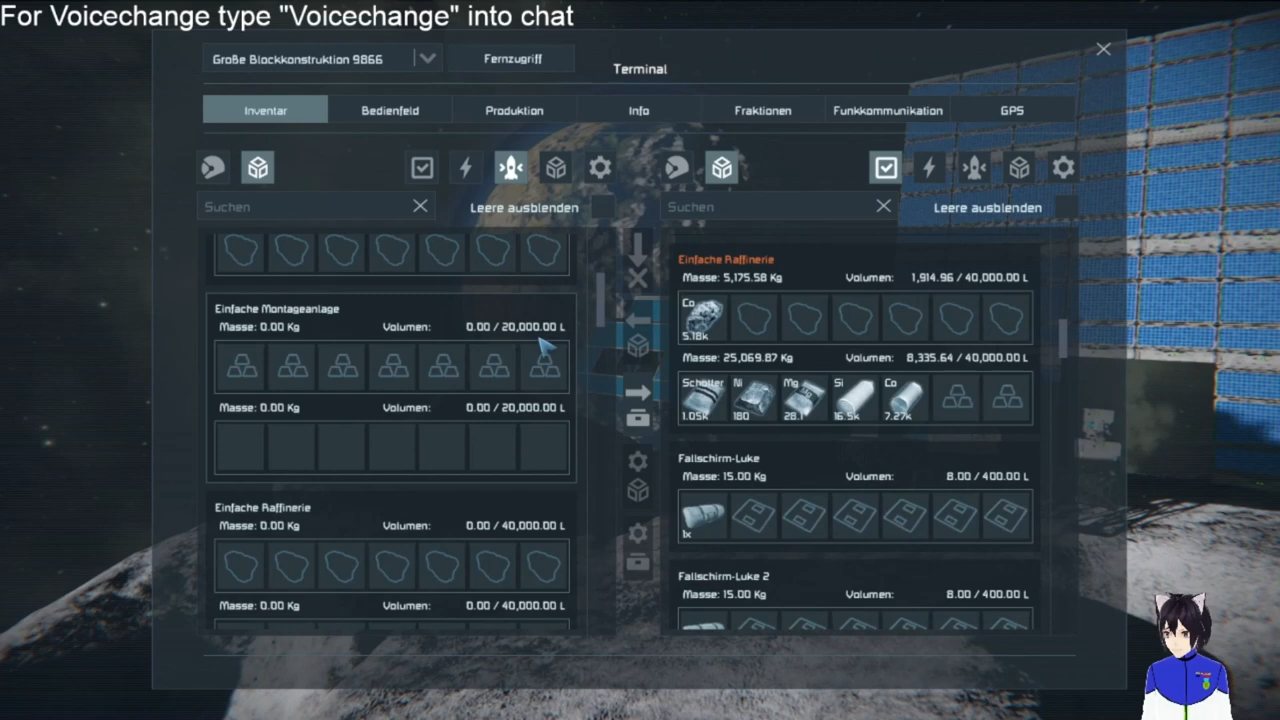 For Voicechange type "Voicechange" into chat
Große Blockkonstruktion 9866
Fernzugriff
Terminal
Inventar
Bedienfeld
Produktion
Info
Fraktionen
Funkkommunikation
GPS
Suchen
Leere ausblenden
Suchen
Leere ausblenden
Einfache Montageanlage
Masse: 0.00 Kg Volumen: 0.00 / 20,000.00 L
Masse: 0.00 Kg Volumen: 0.00 / 20,000.00 L
Einfache Raffinerie
Masse: 0.00 Kg Volumen: 0.00 / 40,000.00 L
Masse: 0.00 Kg Volumen: 0.00 / 40,000.00 L
Einfache Raffinerie
Masse: 5,175.58 Kg Volumen: 1,914.96 / 40,000.00 L
Co
5.18k
Masse: 25,069.87 Kg Volumen: 8,335.64 / 40,000.00 L
Schotter Ni Mg Si Co
1.05k 180 28.1 16.5k 7.27k
Fallschirm-Luke
Masse: 15.00 Kg Volumen: 8.00 / 400.00 L
1x
Fallschirm-Luke 2
Masse: 15.00 Kg Volumen: 8.00 / 400.00 L